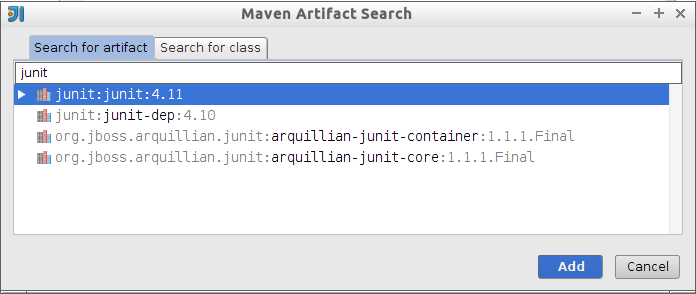 Maven Artifact Search
Search for artifact Search for class
junit
junit:junit:4.11
junit:junit-dep:4.10
org.jboss.arquillian.junit:arquillian-junit-container:1.1.1.Final
org.jboss.arquillian.junit:arquillian-junit-core:1.1.1.Final
Add Cancel